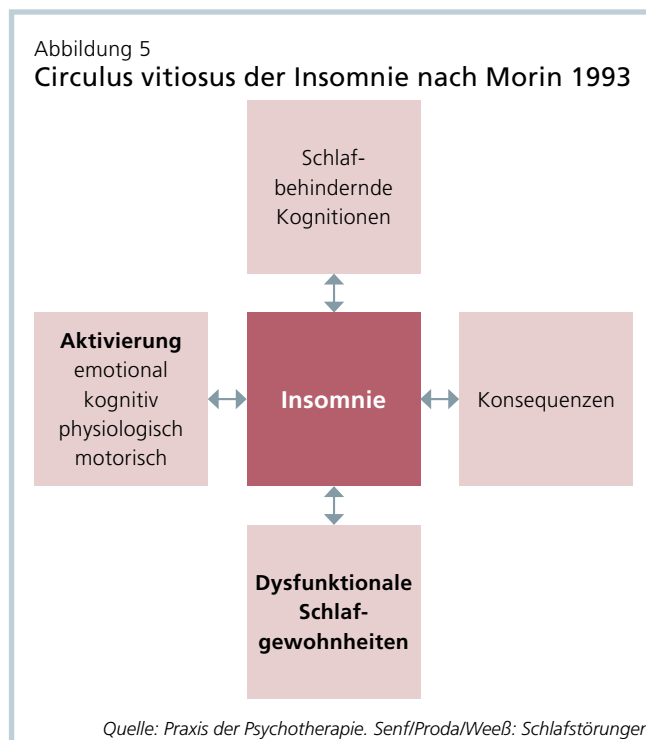 Abbildung 5
Circulus vitiosus der Insomnie nach Morin 1993
Schlaf-
behindernde
Kognitionen
Aktivierung
emotional
kognitiv
physiologisch
motorisch
Insomnie
Konsequenzen
Dysfunktionale
Schlaf-
gewohnheiten
Quelle: Praxis der Psychotherapie. Senf/Proda/Weeß: Schlafstörungen